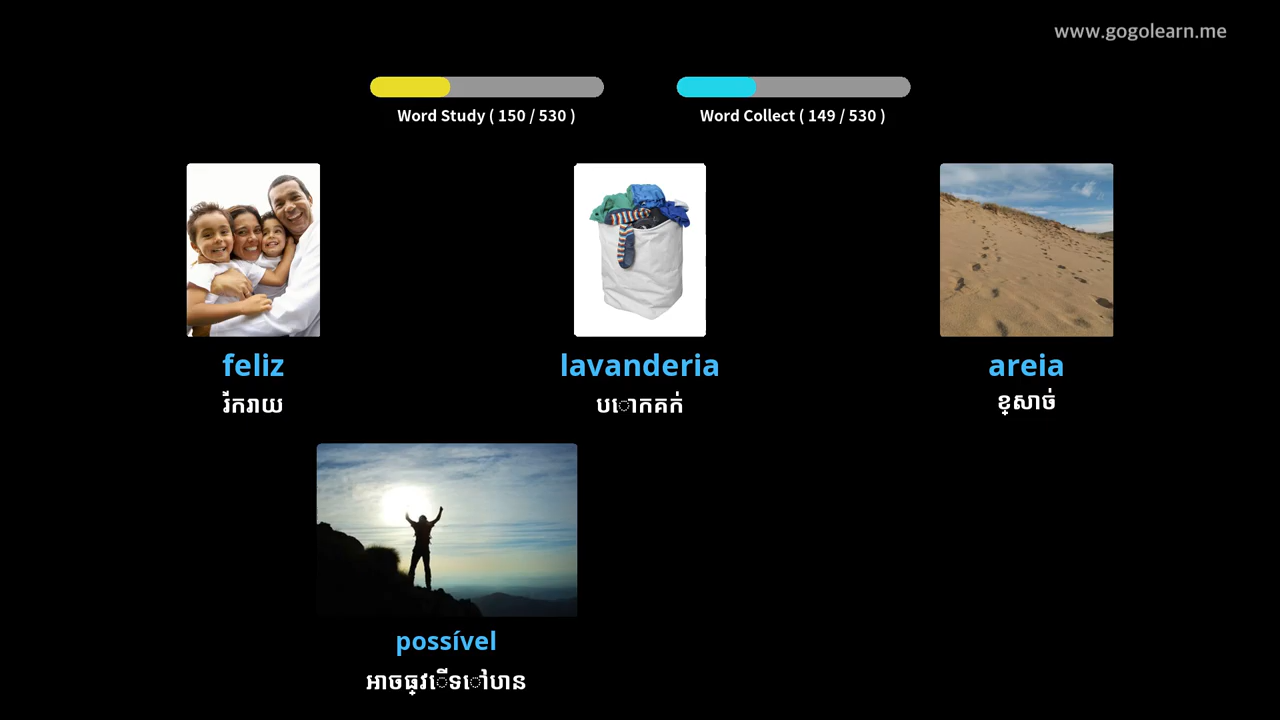 www.gogolearn.me
Word Study ( 150 / 530 )
Word Collect ( 149 / 530 )
feliz
lavanderia
areia
រីករាយ
បោកគក់
ខ្សាច់
possível
អាចធ្វើទៅបាន